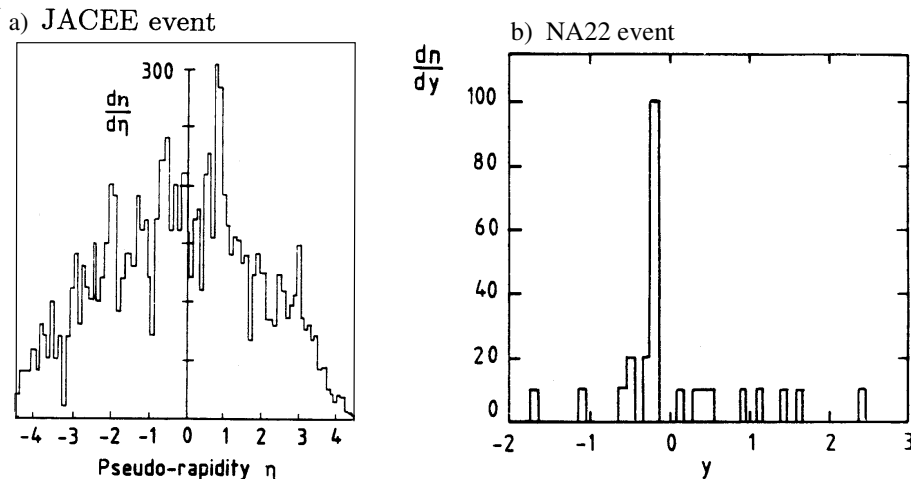 a) JACEE event
300
dn
dη
-4 -3 -2 -1 0 1 2 3 4
Pseudo-rapidity η
b) NA22 event
dn
dy
100
80
60
40
20
0
-2 -1 0 1 2 3
y